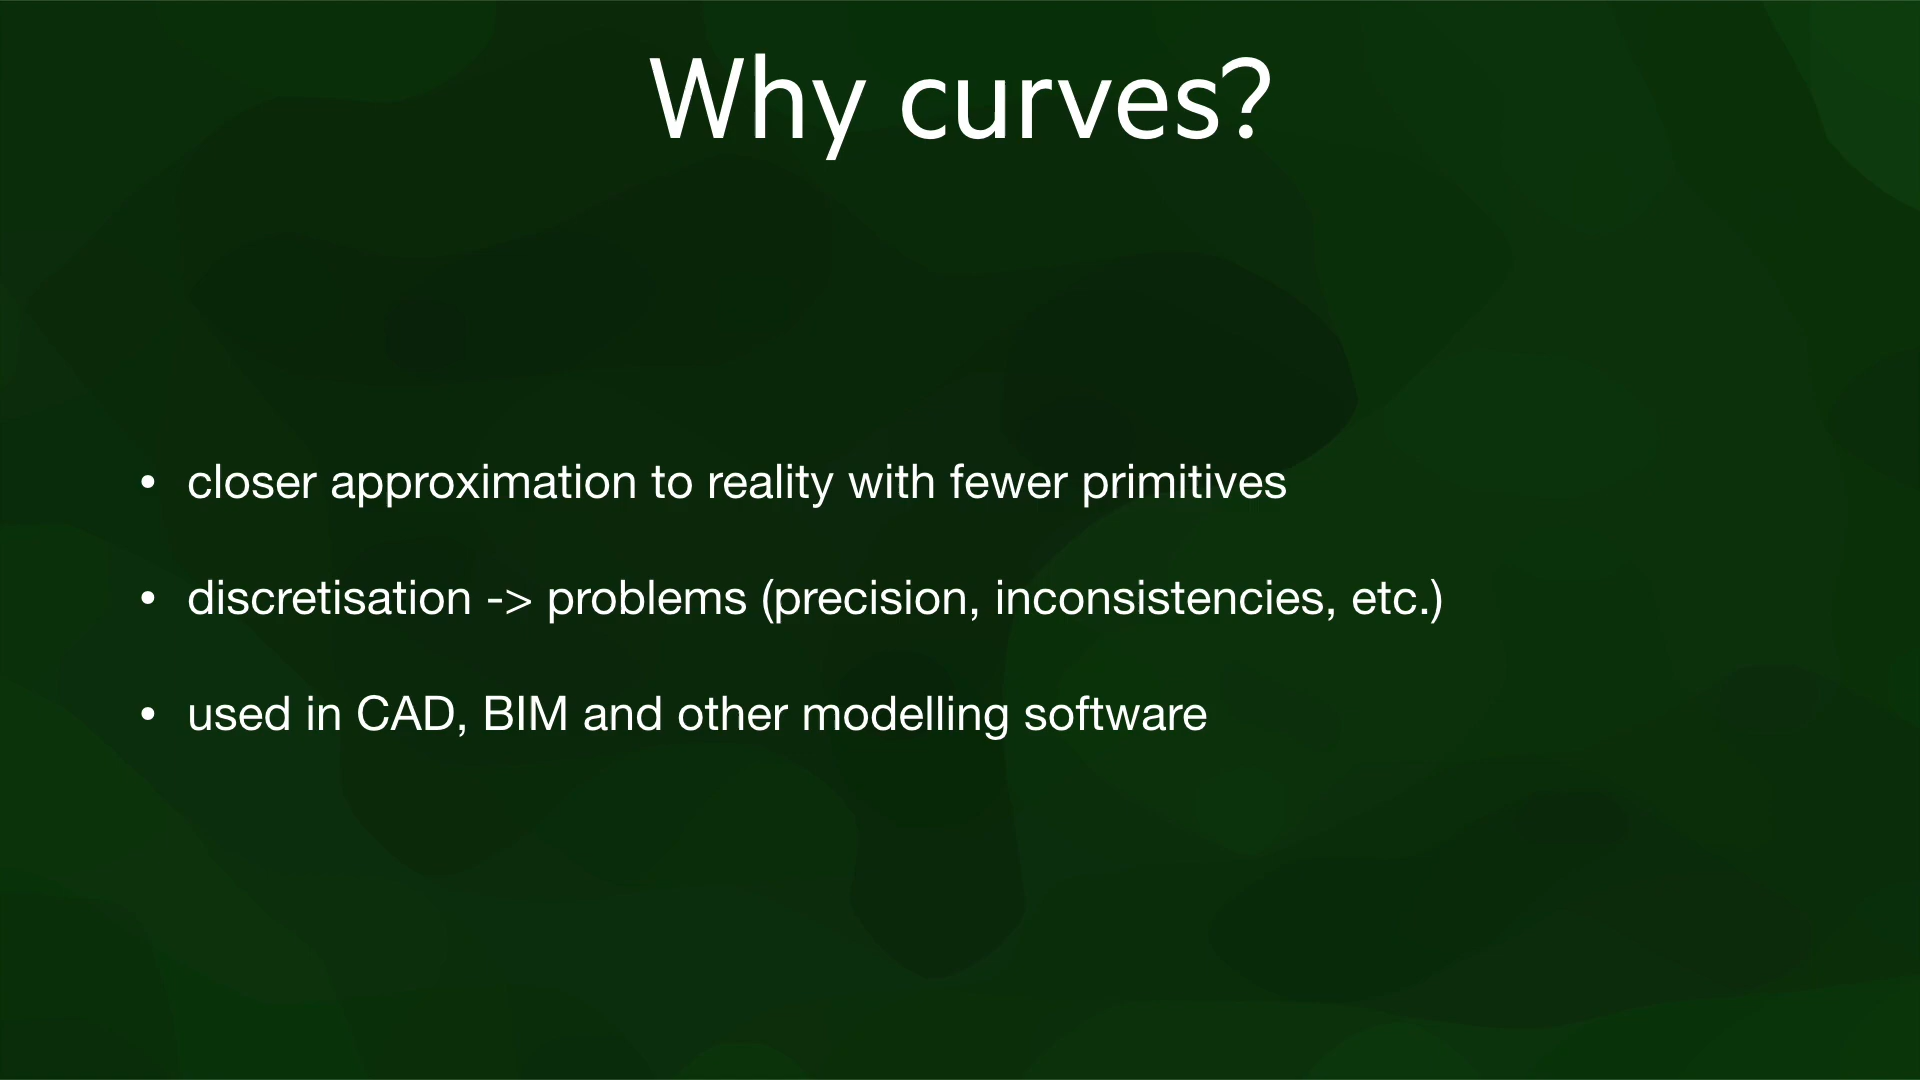 Why curves?
• closer approximation to reality with fewer primitives
• discretisation -> problems (precision, inconsistencies, etc.)
• used in CAD, BIM and other modelling software